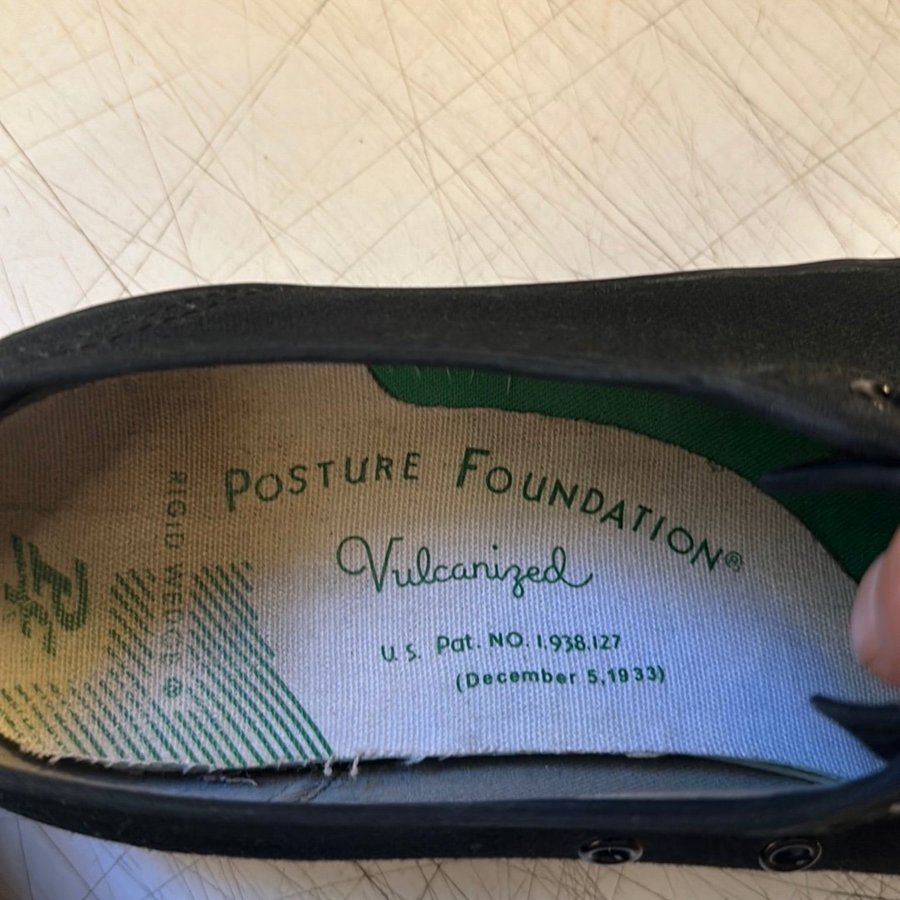 POSTURE FOUNDATION®
Vulcanized
U.S. Pat. NO. 1,938,127
(December 5,1933)
RIGID WEDGE®